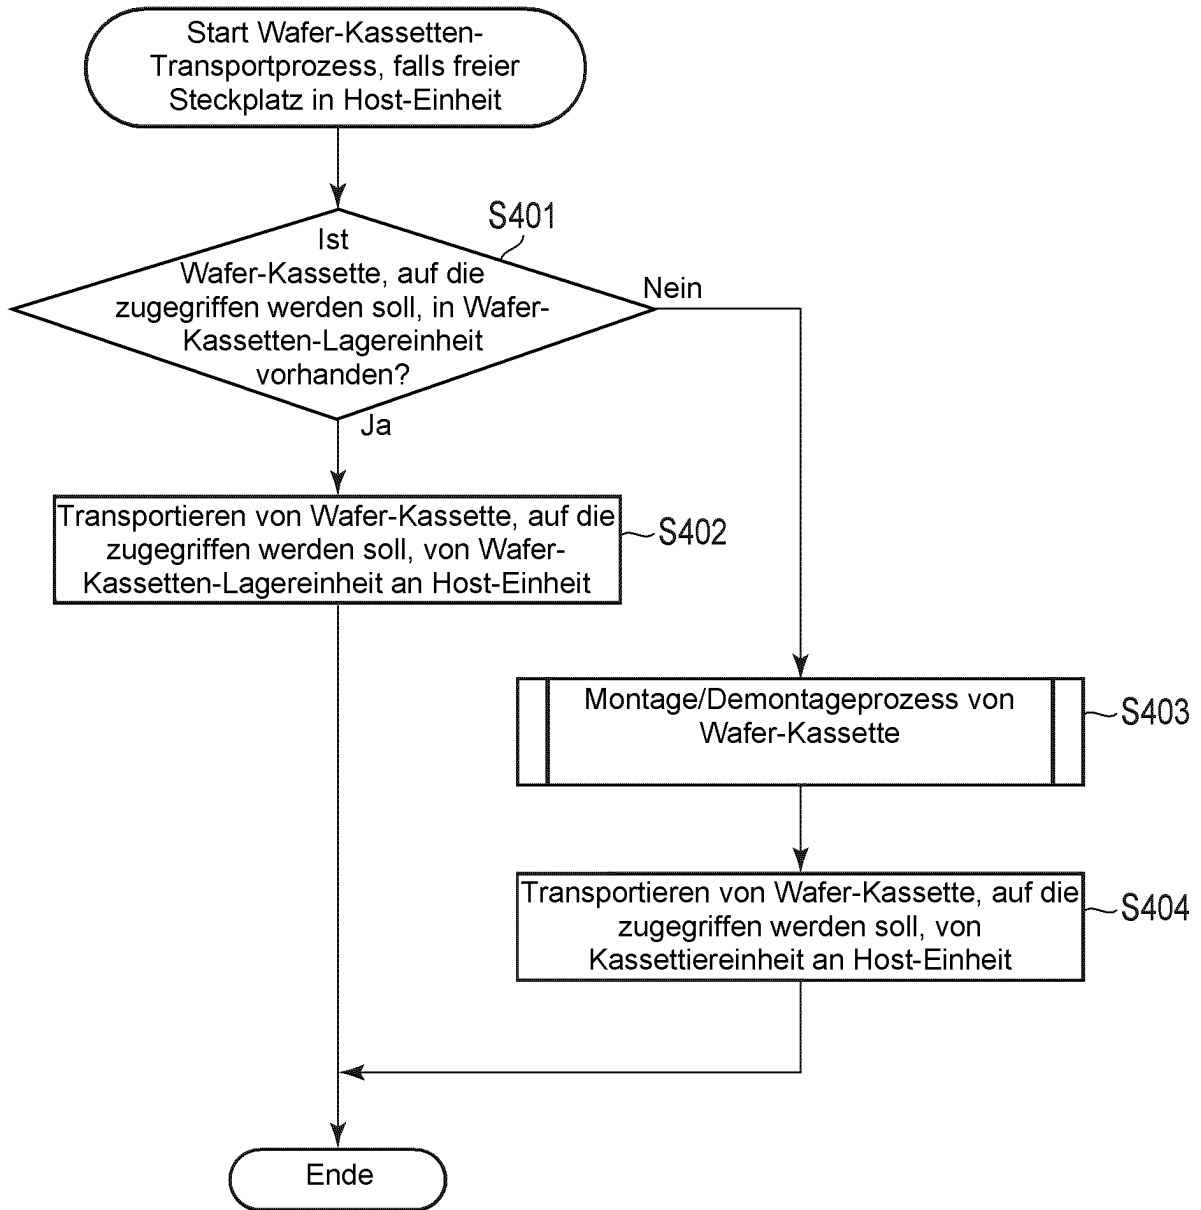 Start Wafer-Kassetten-
Transportprozess, falls freier
Steckplatz in Host-Einheit
S401
Ist
Wafer-Kassette, auf die
zugegriffen werden soll, in Wafer-
Kassetten-Lagereinheit
vorhanden?
Nein
Ja
Transportieren von Wafer-Kassette, auf die
zugegriffen werden soll, von Wafer-
Kassetten-Lagereinheit an Host-Einheit
S402
Montage/Demontageprozess von
Wafer-Kassette
S403
Transportieren von Wafer-Kassette, auf die
zugegriffen werden soll, von
Kassettiereinheit an Host-Einheit
S404
Ende